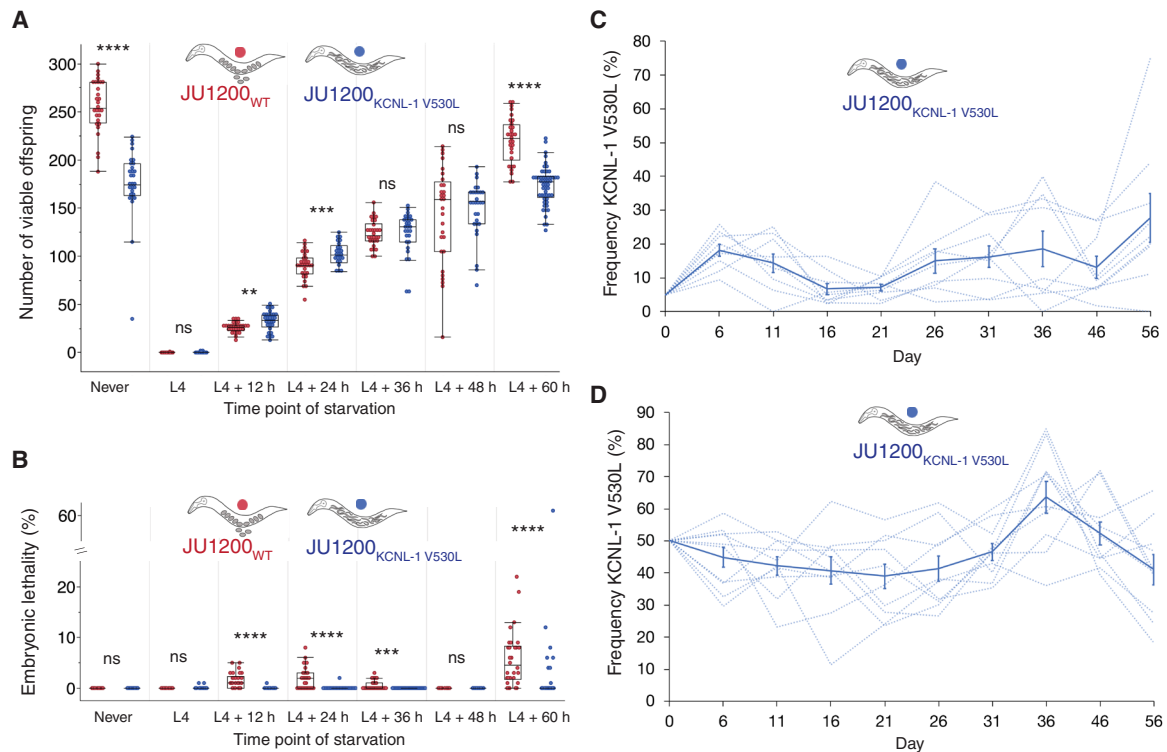 A
Number of viable offspring
300
250
200
150
100
50
0
JU1200WT
JU1200KCNL-1 V530L
****
ns
**
***
ns
ns
****
Never
L4
L4 + 12 h
L4 + 24 h
L4 + 36 h
L4 + 48 h
L4 + 60 h
Time point of starvation
B
Embryonic lethality (%)
60
20
10
0
JU1200WT
JU1200KCNL-1 V530L
ns
ns
****
****
***
ns
****
Never
L4
L4 + 12 h
L4 + 24 h
L4 + 36 h
L4 + 48 h
L4 + 60 h
Time point of starvation
C
Frequency KCNL-1 V530L (%)
80
70
60
50
40
30
20
10
0
JU1200KCNL-1 V530L
0 6 11 16 21 26 31 36 46 56
Day
D
Frequency KCNL-1 V530L (%)
90
80
70
60
50
40
30
20
10
0
JU1200KCNL-1 V530L
0 6 11 16 21 26 31 36 46 56
Day